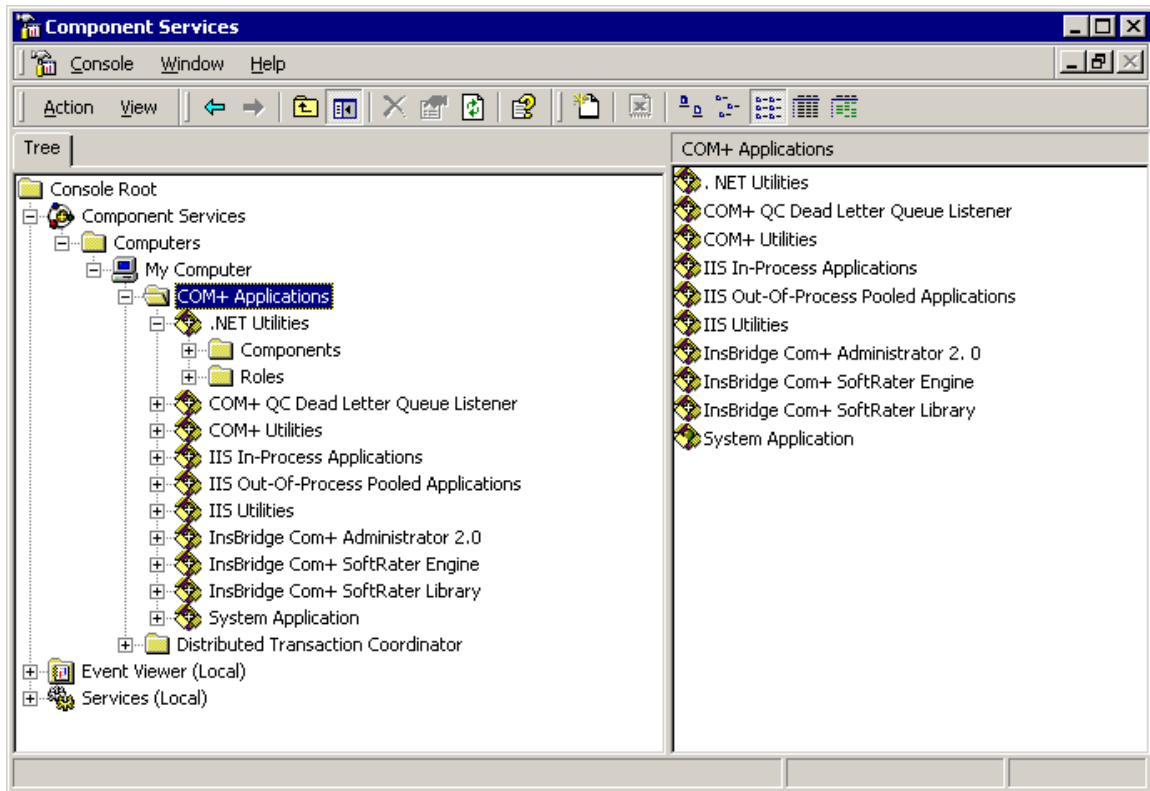 Component Services
Console Window Help
Action View
Tree
COM+ Applications
Console Root
Component Services
Computers
My Computer
COM+ Applications
.NET Utilities
Components
Roles
COM+ QC Dead Letter Queue Listener
COM+ Utilities
IIS In-Process Applications
IIS Out-Of-Process Pooled Applications
IIS Utilities
InsBridge Com+ Administrator 2.0
InsBridge Com+ SoftRater Engine
InsBridge Com+ SoftRater Library
System Application
Distributed Transaction Coordinator
Event Viewer (Local)
Services (Local)
. NET Utilities
COM+ QC Dead Letter Queue Listener
COM+ Utilities
IIS In-Process Applications
IIS Out-Of-Process Pooled Applications
IIS Utilities
InsBridge Com+ Administrator 2. 0
InsBridge Com+ SoftRater Engine
InsBridge Com+ SoftRater Library
System Application